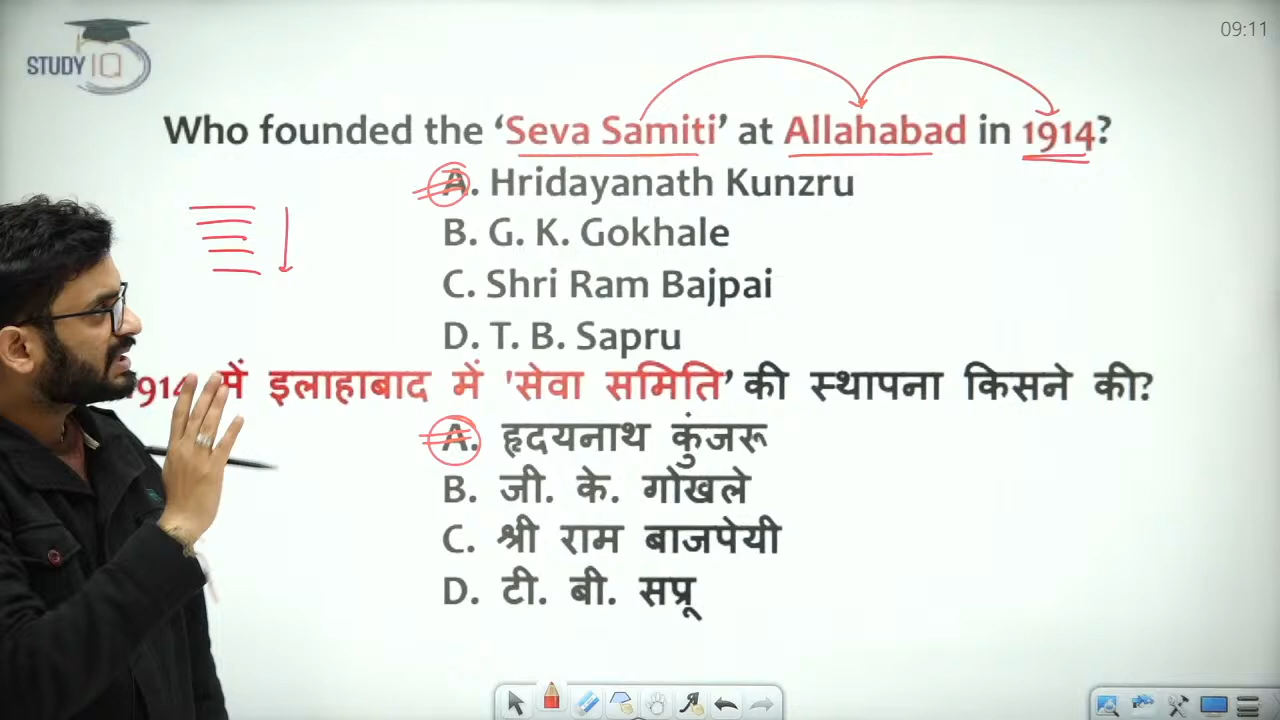 STUDY IQ
09:11
Who founded the ‘Seva Samiti’ at Allahabad in 1914?
A. Hridayanath Kunzru
B. G. K. Gokhale
C. Shri Ram Bajpai
D. T. B. Sapru
1914 में इलाहाबाद में 'सेवा समिति’ की स्थापना किसने की?
A. हृदयनाथ कुंजरू
B. जी. के. गोखले
C. श्री राम बाजपेयी
D. टी. बी. सप्रू